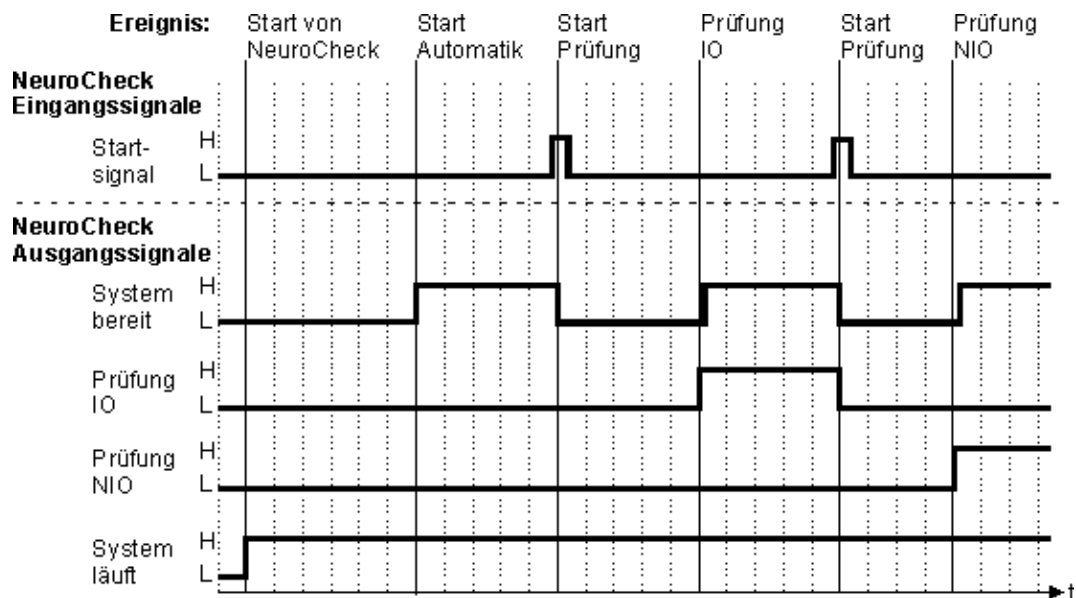 Ereignis:
Start von
NeuroCheck
Start
Automatik
Start
Prüfung
Prüfung
IO
Start
Prüfung
Prüfung
NIO
NeuroCheck
Eingangssignale
Start-
signal
H
L
NeuroCheck
Ausgangssignale
System
bereit
H
L
Prüfung
IO
H
L
Prüfung
NIO
H
L
System
läuft
H
L
t